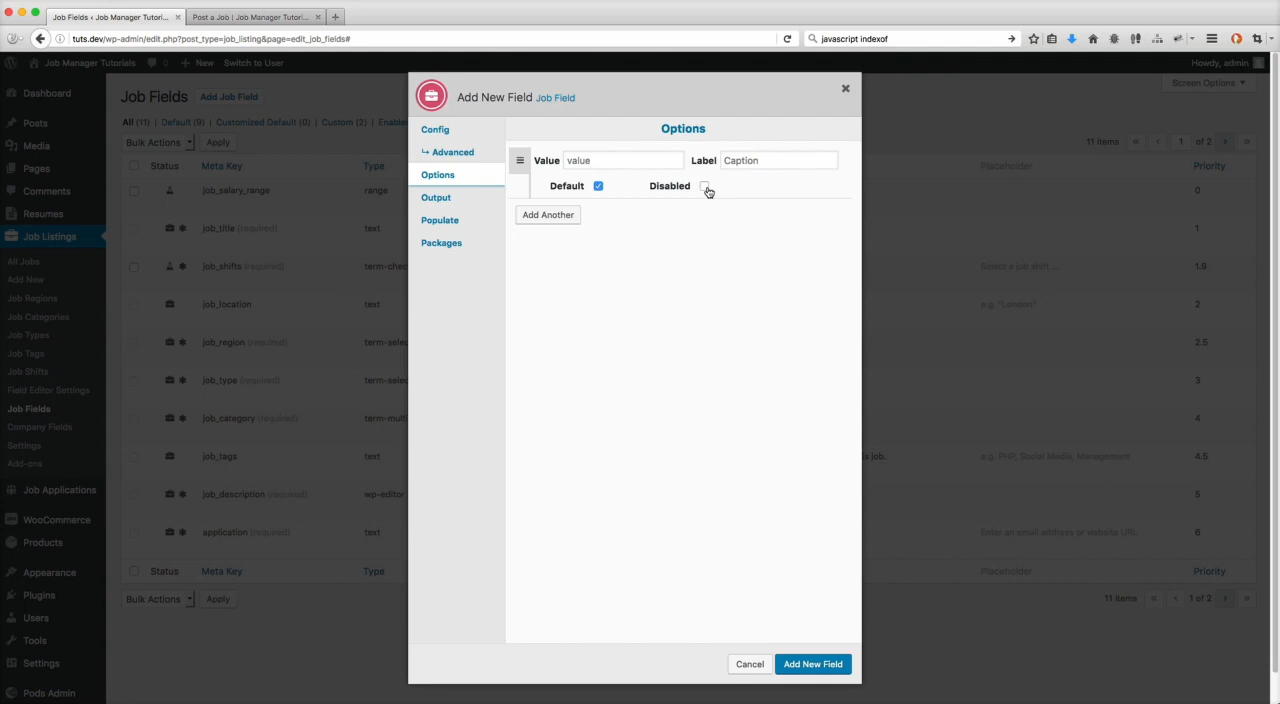 Job Fields ‹ Job Manager Tutori... ×
Post a Job | Job Manager Tutori... ×
tuts.dev/wp-admin/edit.php?post_type=job_listing&page=edit_job_fields#
javascript indexof
Job Manager Tutorials
0
New
Switch to User
Howdy, admin
Dashboard
Posts
Media
Pages
Comments
Resumes
Job Listings
All Jobs
Add New
Job Regions
Job Categories
Job Types
Job Tags
Job Shifts
Field Editor Settings
Job Fields
Company Fields
Settings
Add-ons
Job Applications
WooCommerce
Products
Appearance
Plugins
Users
Tools
Settings
Pods Admin
Job Fields
Add Job Field
Screen Options
All (11) | Default (9) | Customized Default (0) | Custom (2) | Enable
Bulk Actions
Apply
11 items « ‹ 1 of 2 › »
Status Meta Key Type Placeholder Priority
job_salary_range range 0
job_title (required) text 1
job_shifts (required) term-chec Select a job shift ... 1.9
job_location text e.g. "London" 2
job_region (required) term-selec 2.5
job_type (required) term-selec 3
job_category (required) term-multi 4
job_tags text s job. e.g. PHP, Social Media, Management 4.5
job_description (required) wp-editor 5
application (required) text Enter an email address or website URL 6
Status Meta Key Type Placeholder Priority
Bulk Actions
Apply
11 items « ‹ 1 of 2 › »
Add New Field Job Field
Config
Advanced
Options
Output
Populate
Packages
Options
Value value Label Caption
Default Disabled
Add Another
Cancel
Add New Field